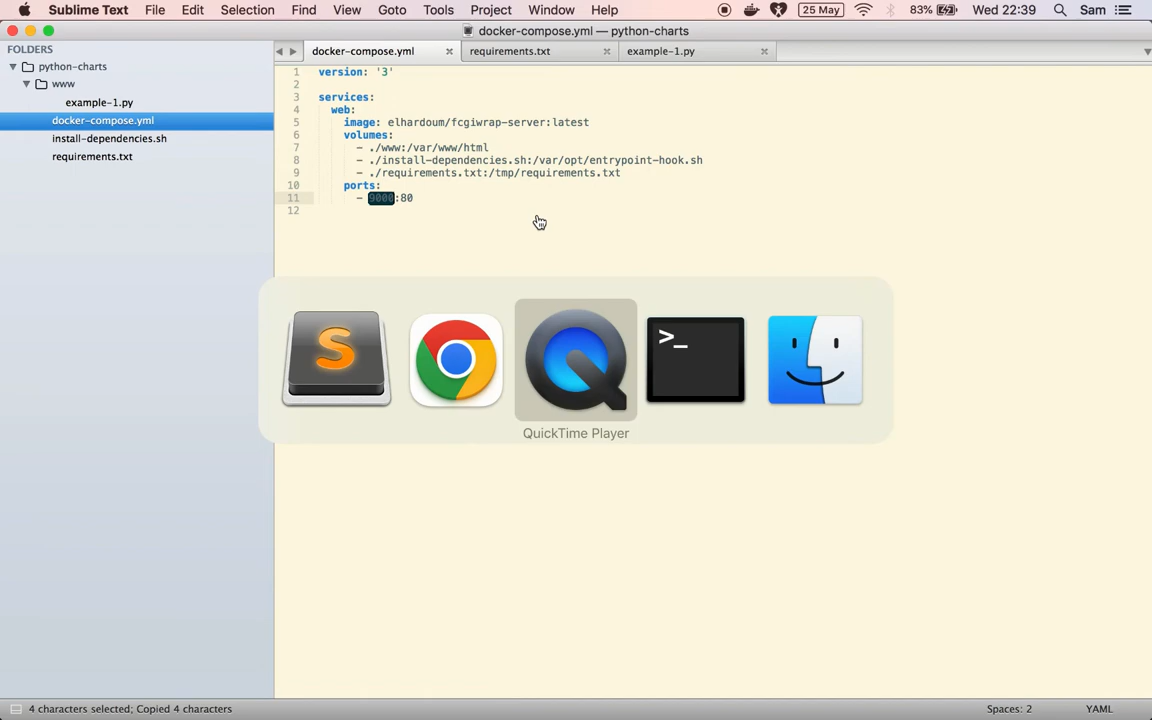 Sublime Text File Edit Selection Find View Goto Tools Project Window Help 25 May 83% Wed 22:39 Sam
docker-compose.yml — python-charts
FOLDERS
python-charts
www
example-1.py
docker-compose.yml
install-dependencies.sh
requirements.txt
docker-compose.yml requirements.txt example-1.py
1 version: '3'
2
3 services:
4 web:
5 image: elhardoum/fcgiwrap-server:latest
6 volumes:
7 - ./www:/var/www/html
8 - ./install-dependencies.sh:/var/opt/entrypoint-hook.sh
9 - ./requirements.txt:/tmp/requirements.txt
10 ports:
11 - 9000:80
12
S
>_
QuickTime Player
4 characters selected; Copied 4 characters Spaces: 2 YAML